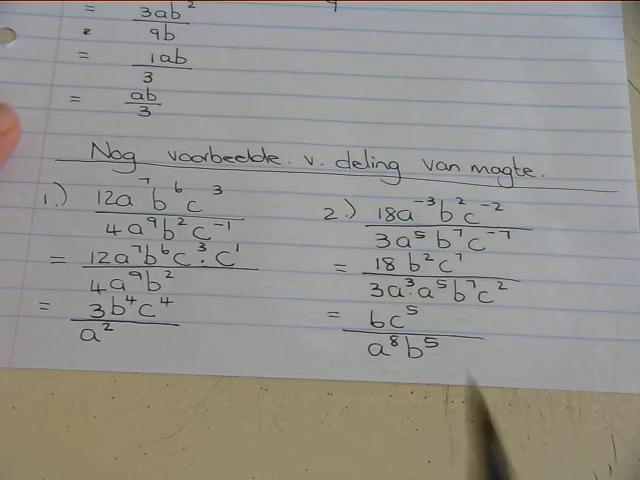 = 3ab² / 9b
= 1ab / 3
= ab / 3
Nog voorbeelde. v. deling van magte.
1.) 12a⁷b⁶c³ / 4a⁹b²c⁻¹
= 12a⁷b⁶c³·c¹ / 4a⁹b²
= 3b⁴c⁴ / a²
2.) 18a⁻³b²c⁻² / 3a⁵b⁷c⁻⁷
= 18b²c⁷ / 3a³·a⁵b⁷c²
= 6c⁵ / a⁸b⁵